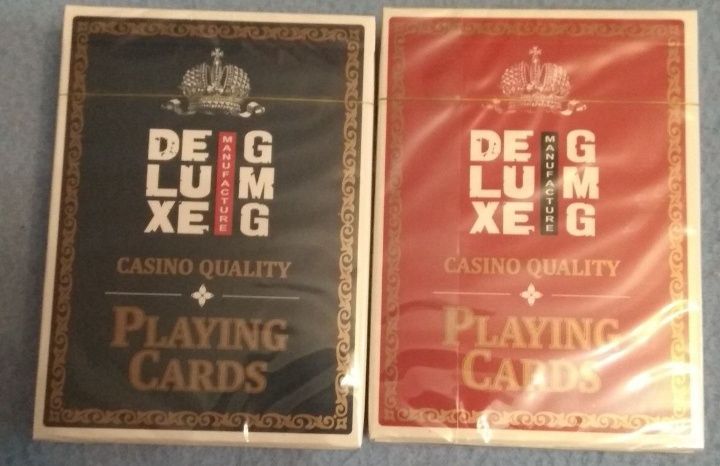 DE G
LU M
XE G
MANUFACTURE
CASINO QUALITY
PLAYING
CARDS
DE G
LU M
XE G
MANUFACTURE
CASINO QUALITY
PLAYING
CARDS